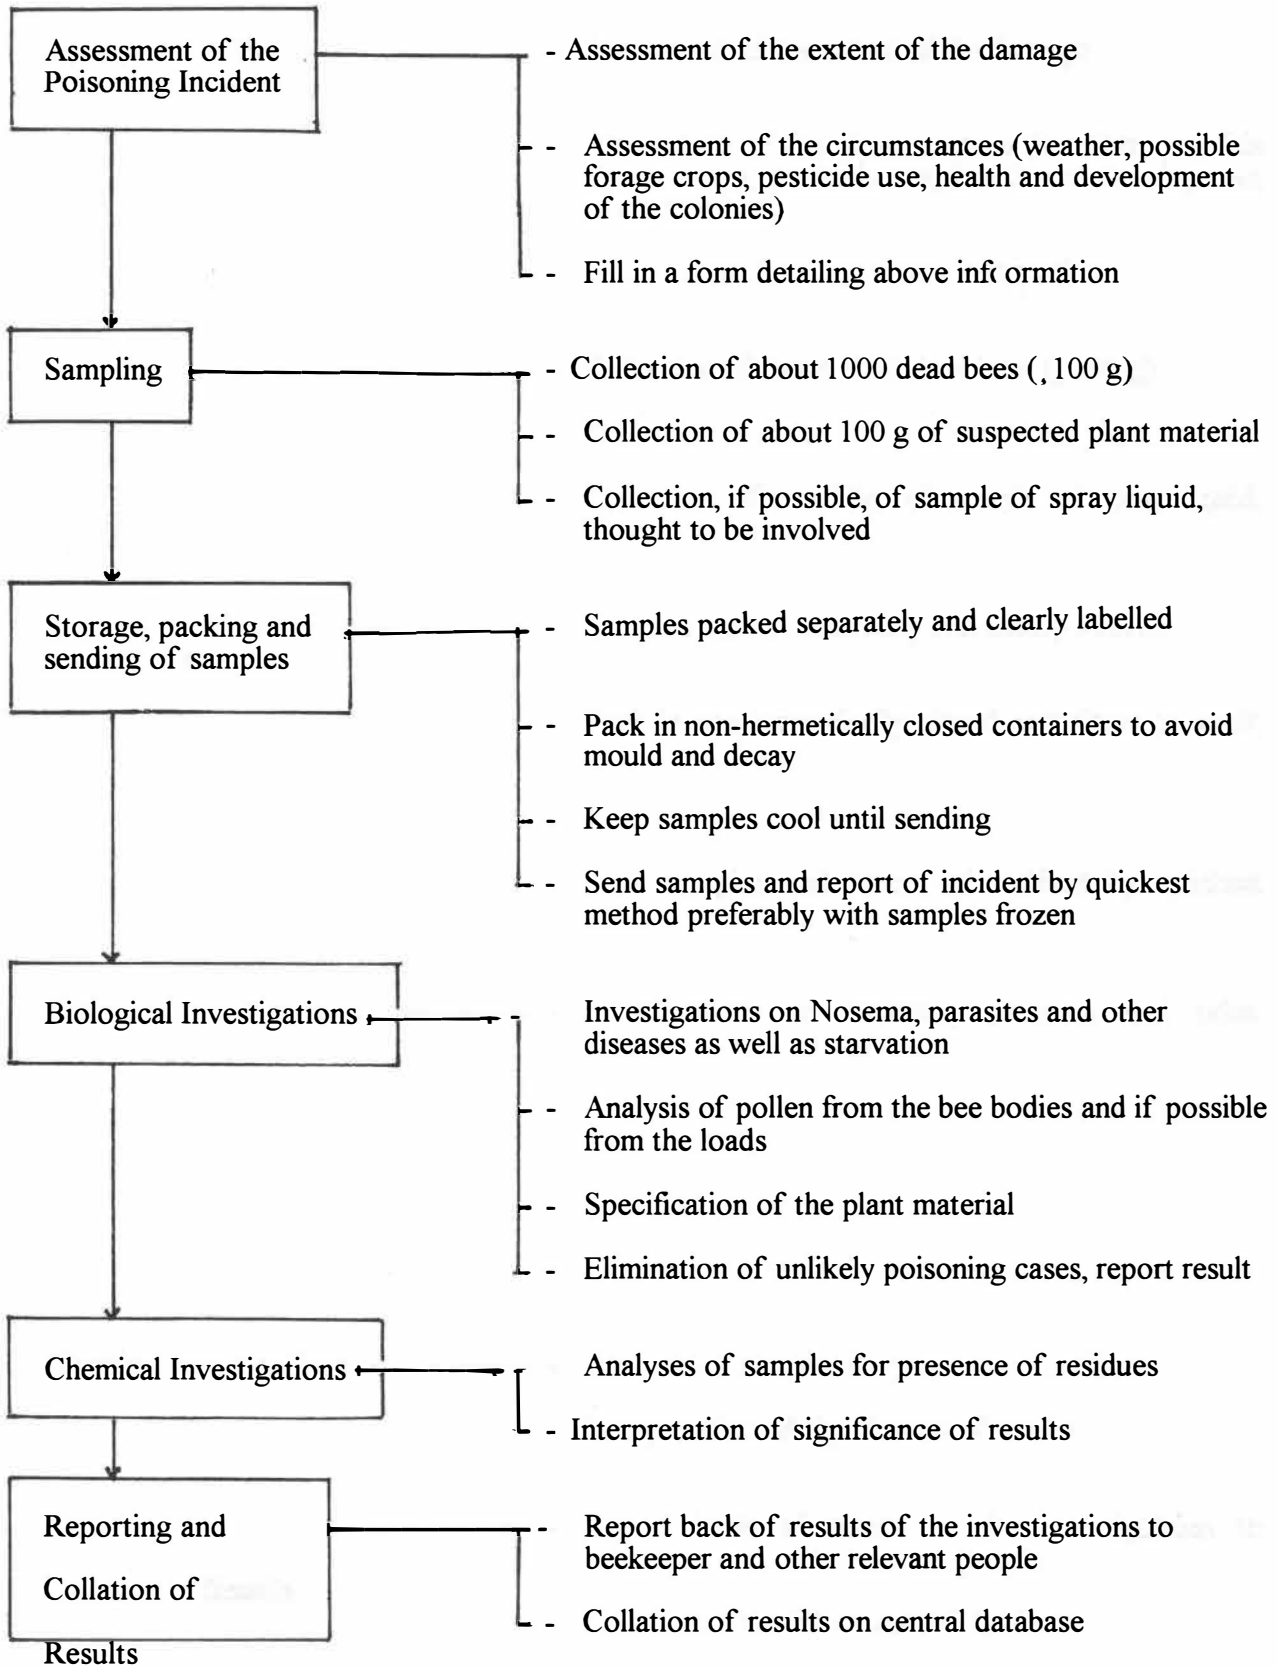 Assessment of the
Poisoning Incident
- Assessment of the extent of the damage
- Assessment of the circumstances (weather, possible
forage crops, pesticide use, health and development
of the colonies)
- Fill in a form detailing above inf( ormation
Sampling
- Collection of about 1000 dead bees (, 100 g)
- Collection of about 100 g of suspected plant material
- Collection, if possible, of sample of spray liquid,
thought to be involved
Storage, packing and
sending of samples
- Samples packed separately and clearly labelled
- Pack in non-hermetically closed containers to avoid
mould and decay
- Keep samples cool until sending
- Send samples and report of incident by quickest
method preferably with samples frozen
Biological Investigations
- Investigations on Nosema, parasites and other
diseases as well as starvation
- Analysis of pollen from the bee bodies and if possible
from the loads
- Specification of the plant material
- Elimination of unlikely poisoning cases, report result
Chemical Investigations
Analyses of samples for presence of residues
- Interpretation of significance of results
Reporting and
Collation of
Results
- Report back of results of the investigations to
beekeeper and other relevant people
- Collation of results on central database